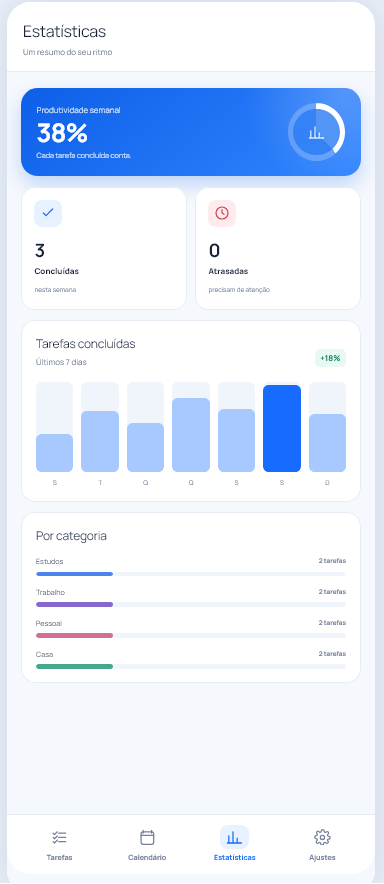 Estatísticas
Um resumo do seu ritmo
Produtividade semanal
38%
Cada tarefa concluída conta.
3
Concluídas
nesta semana
0
Atrasadas
precisam de atenção
Tarefas concluídas
Últimos 7 dias
+18%
S T Q Q S S D
Por categoria
Estudos 2 tarefas
Trabalho 2 tarefas
Pessoal 2 tarefas
Casa 2 tarefas
Tarefas Calendário Estatísticas Ajustes